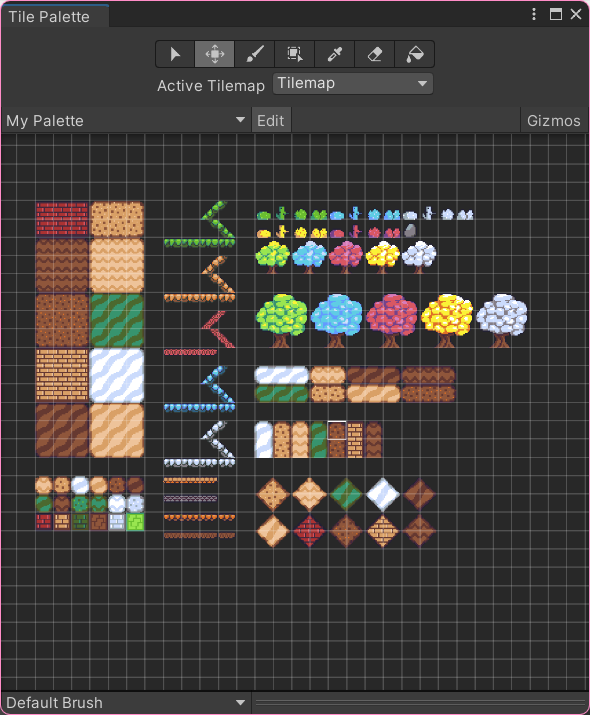 Tile Palette
Active Tilemap Tilemap
My Palette Edit Gizmos
Default Brush